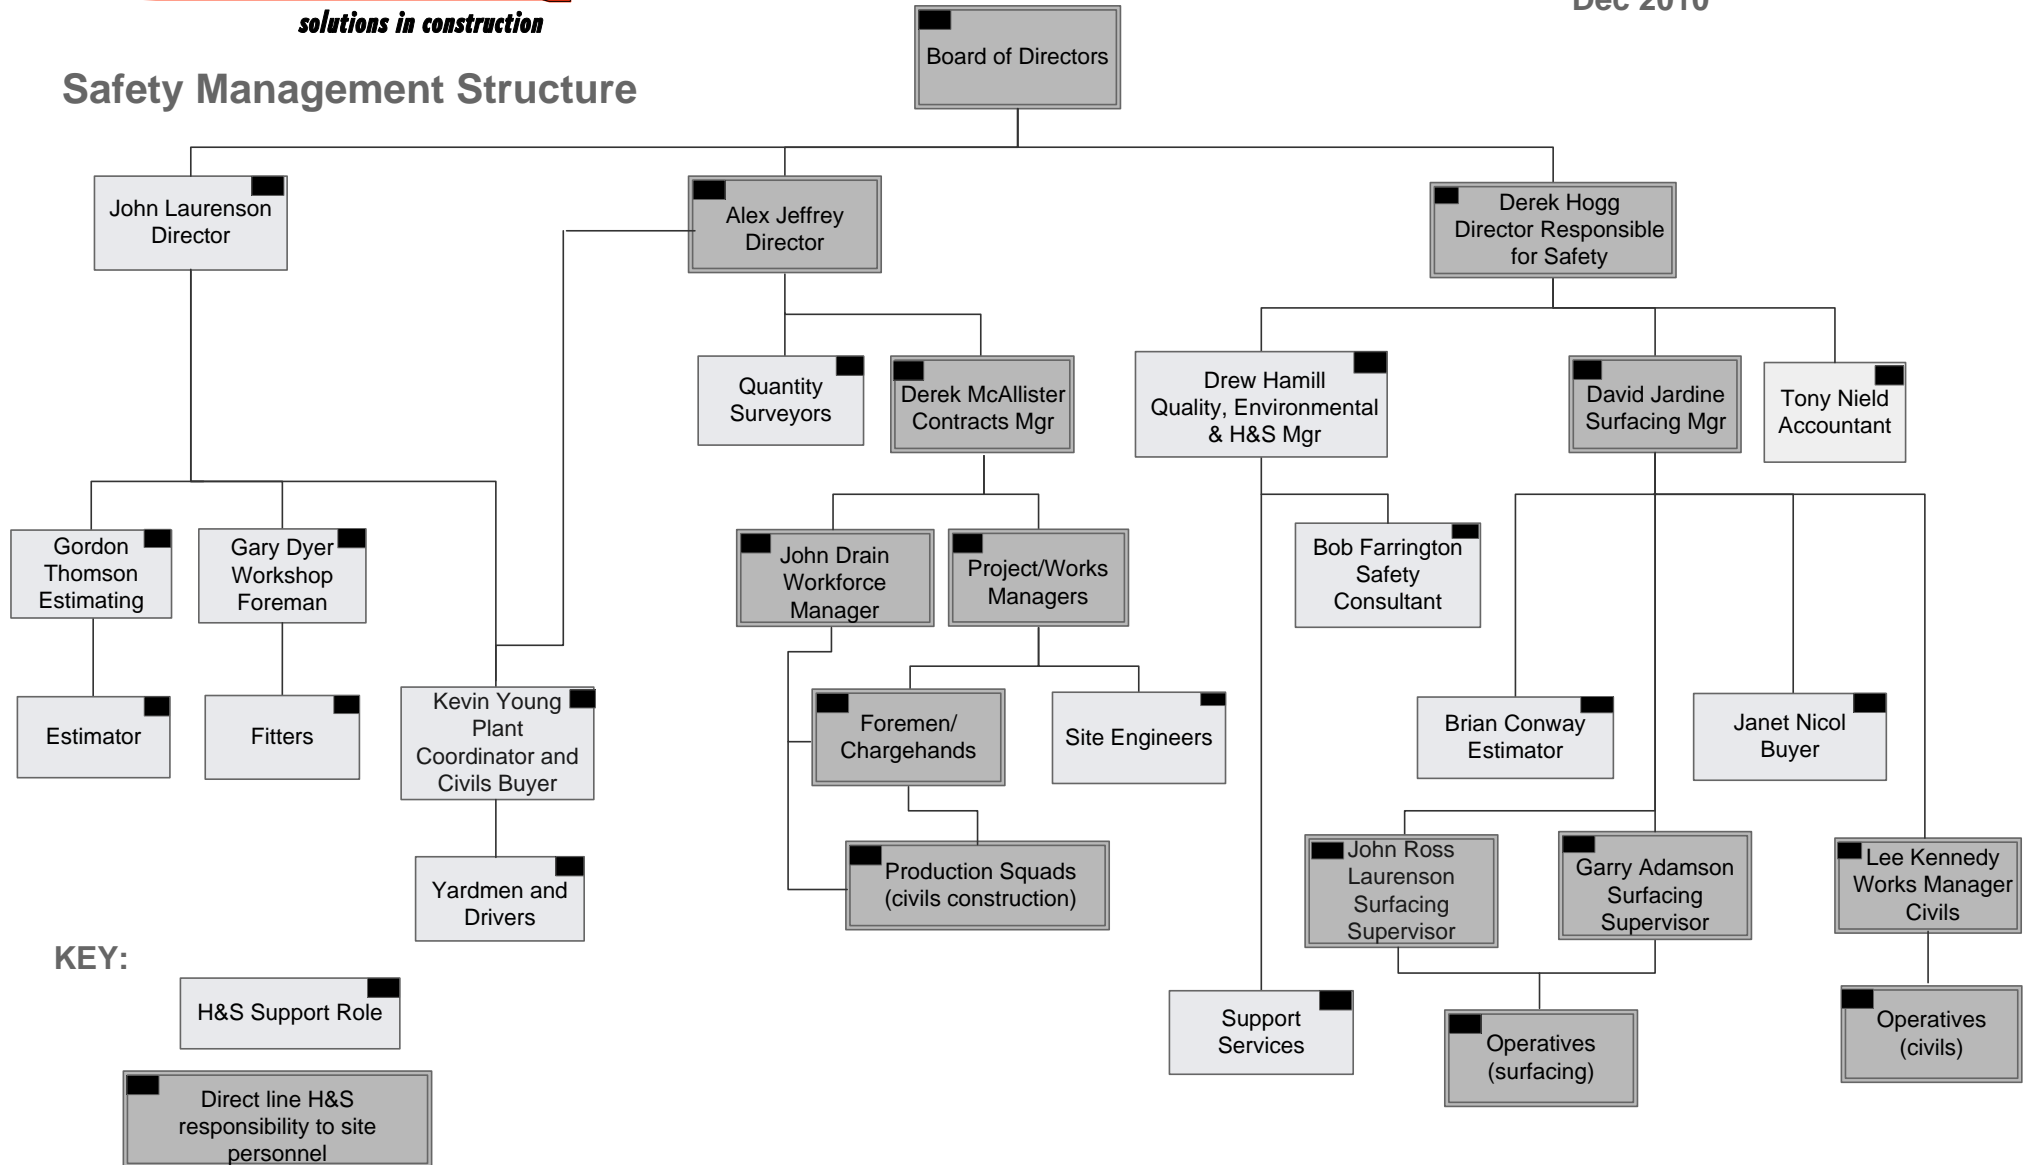 Dec 2010
solutions in construction
Safety Management Structure
Board of Directors
John Laurenson
Director
Alex Jeffrey
Director
Derek Hogg
Director Responsible
for Safety
Quantity
Surveyors
Derek McAllister
Contracts Mgr
Drew Hamill
Quality, Environmental
& H&S Mgr
David Jardine
Surfacing Mgr
Tony Nield
Accountant
Gordon
Thomson
Estimating
Gary Dyer
Workshop
Foreman
John Drain
Workforce
Manager
Project/Works
Managers
Bob Farrington
Safety
Consultant
Estimator
Fitters
Kevin Young
Plant
Coordinator and
Civils Buyer
Foremen/
Chargehands
Site Engineers
Brian Conway
Estimator
Janet Nicol
Buyer
Yardmen and
Drivers
Production Squads
(civils construction)
John Ross
Laurenson
Surfacing
Supervisor
Garry Adamson
Surfacing
Supervisor
Lee Kennedy
Works Manager
Civils
KEY:
H&S Support Role
Support
Services
Operatives
(surfacing)
Operatives
(civils)
Direct line H&S
responsibility to site
personnel